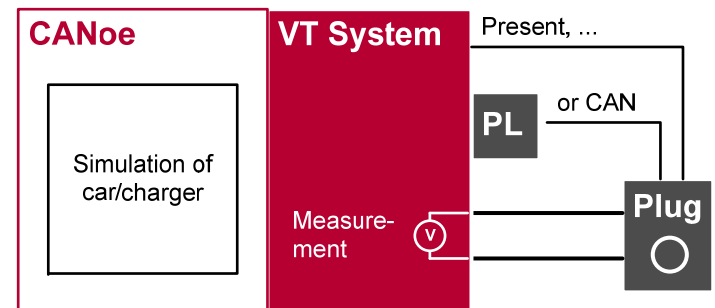 CANoe
VT System
Present, ...
or CAN
PL
Simulation of
car/charger
Plug
Measure-
ment
V